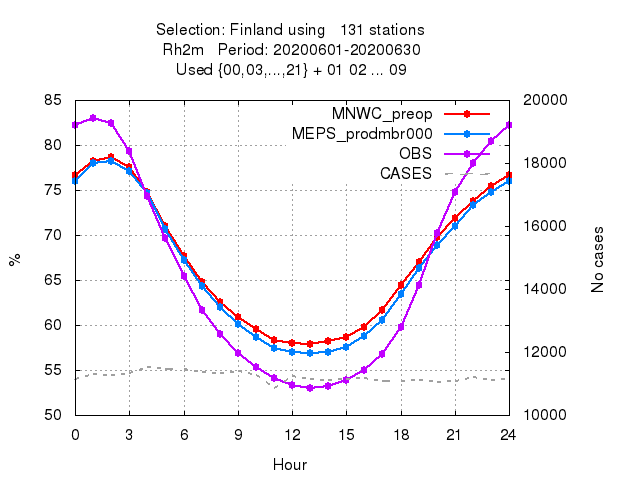 Selection: Finland using   131 stations
Rh2m   Period: 20200601-20200630
Used {00,03,...,21} + 01 02 ... 09
MNWC_preop
MEPS_prodmbr000
OBS
CASES
85
80
75
70
65
60
55
50
%
20000
18000
16000
14000
12000
10000
No cases
0 3 6 9 12 15 18 21 24
Hour